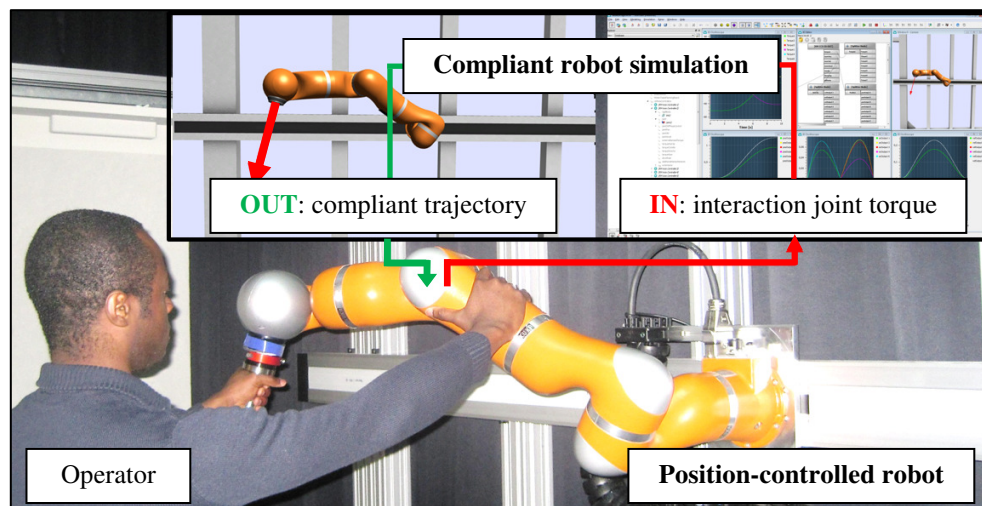 Compliant robot simulation
OUT: compliant trajectory
IN: interaction joint torque
Operator
Position-controlled robot